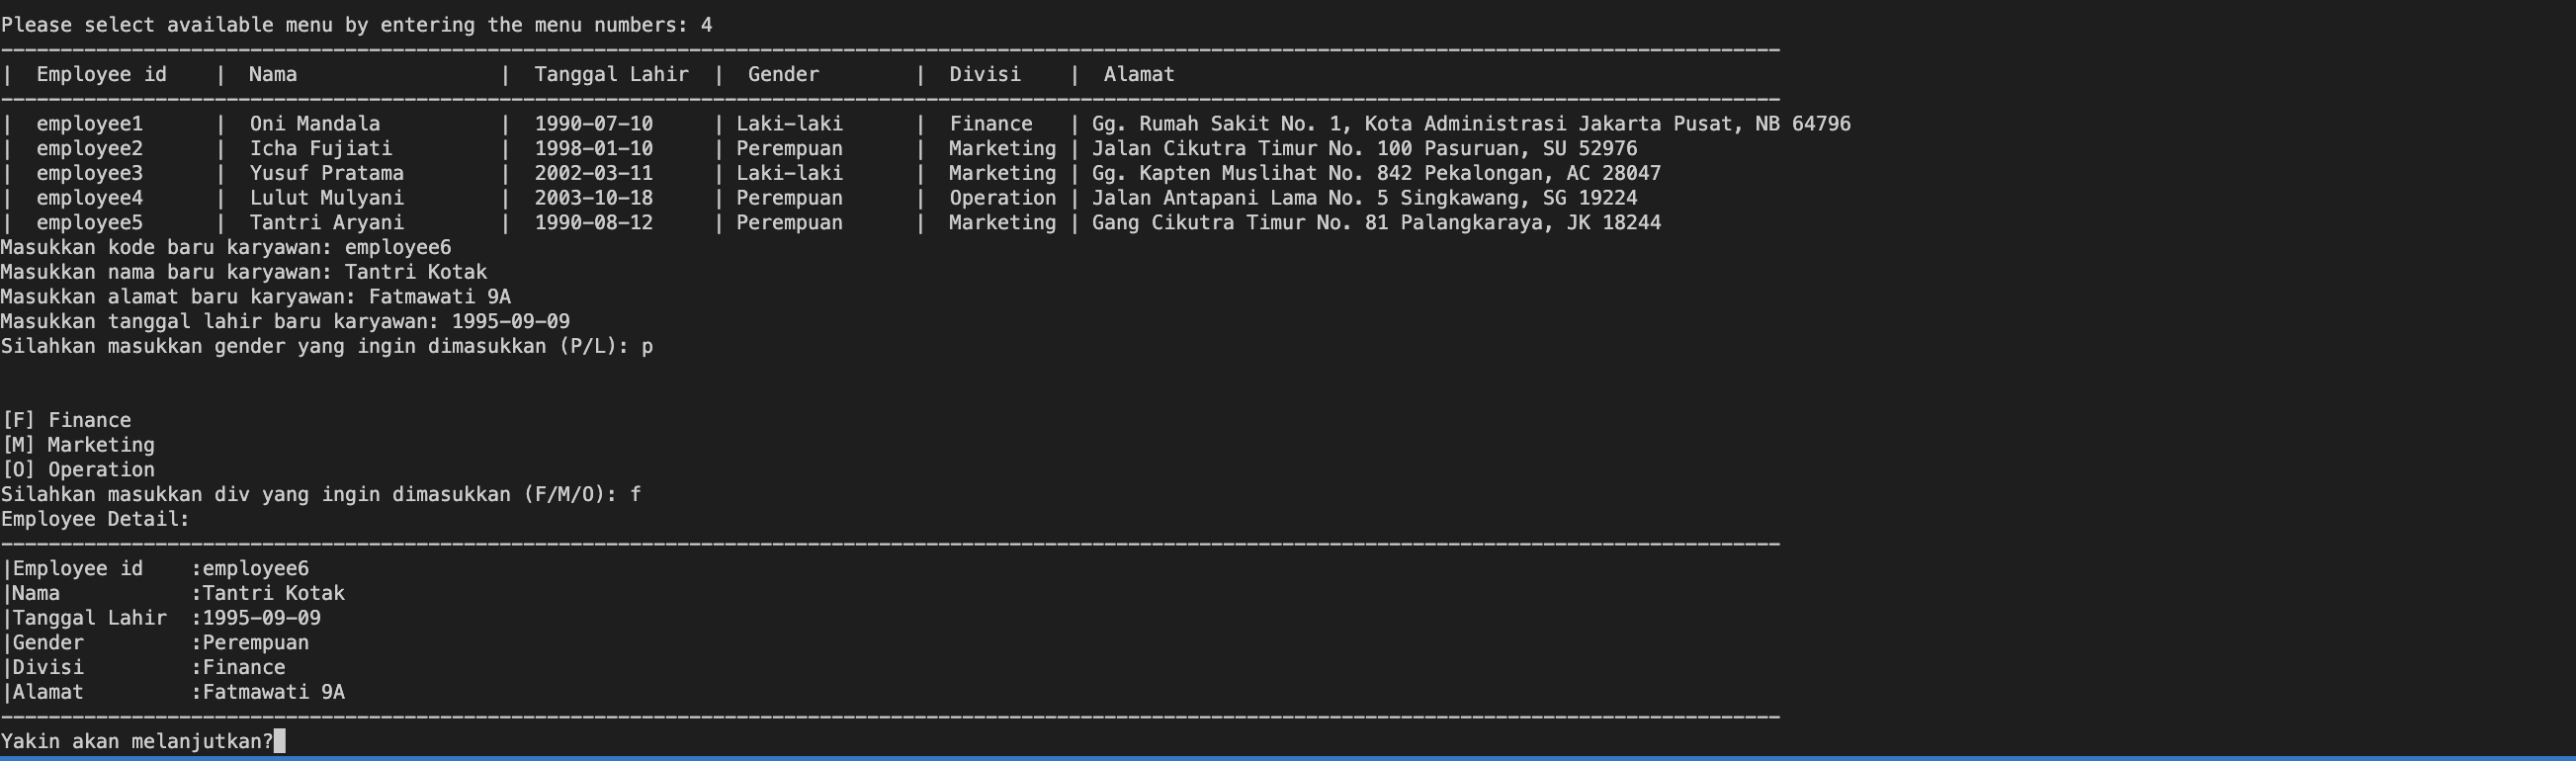 Please select available menu by entering the menu numbers: 4
------------------------------------------------------------------------------------------------------------------------------------------------------
|  Employee id    |  Nama                 |  Tanggal Lahir  |  Gender        |  Divisi    |  Alamat
------------------------------------------------------------------------------------------------------------------------------------------------------
|  employee1      |  Oni Mandala          |  1990-07-10     | Laki-laki      |  Finance   | Gg. Rumah Sakit No. 1, Kota Administrasi Jakarta Pusat, NB 64796
|  employee2      |  Icha Fujiati         |  1998-01-10     | Perempuan      |  Marketing | Jalan Cikutra Timur No. 100 Pasuruan, SU 52976
|  employee3      |  Yusuf Pratama        |  2002-03-11     | Laki-laki      |  Marketing | Gg. Kapten Muslihat No. 842 Pekalongan, AC 28047
|  employee4      |  Lulut Mulyani        |  2003-10-18     | Perempuan      |  Operation | Jalan Antapani Lama No. 5 Singkawang, SG 19224
|  employee5      |  Tantri Aryani        |  1990-08-12     | Perempuan      |  Marketing | Gang Cikutra Timur No. 81 Palangkaraya, JK 18244
Masukkan kode baru karyawan: employee6
Masukkan nama baru karyawan: Tantri Kotak
Masukkan alamat baru karyawan: Fatmawati 9A
Masukkan tanggal lahir baru karyawan: 1995-09-09
Silahkan masukkan gender yang ingin dimasukkan (P/L): p
[F] Finance
[M] Marketing
[O] Operation
Silahkan masukkan div yang ingin dimasukkan (F/M/O): f
Employee Detail:
------------------------------------------------------------------------------------------------------------------------------------------------------
|Employee id    :employee6
|Nama           :Tantri Kotak
|Tanggal Lahir  :1995-09-09
|Gender         :Perempuan
|Divisi         :Finance
|Alamat         :Fatmawati 9A
------------------------------------------------------------------------------------------------------------------------------------------------------
Yakin akan melanjutkan?